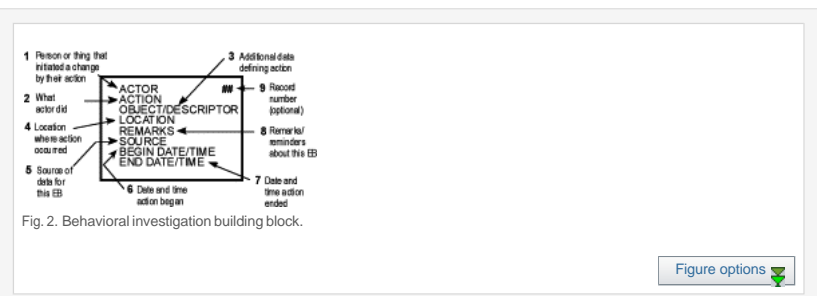 1 Person or thing that
initiated a change
by their action
3 Additional data
defining action
2 What
actor did
4 Location
where action
occurred
5 Source of
data for
this EB
ACTOR ##
ACTION
OBJECT/DESCRIPTOR
LOCATION
REMARKS
SOURCE
BEGIN DATE/TIME
END DATE/TIME
9 Record
number
(optional)
8 Remarks/
reminders
about this EB
6 Date and time
action began
7 Date and
time action
ended
Fig. 2. Behavioral investigation building block.
Figure options